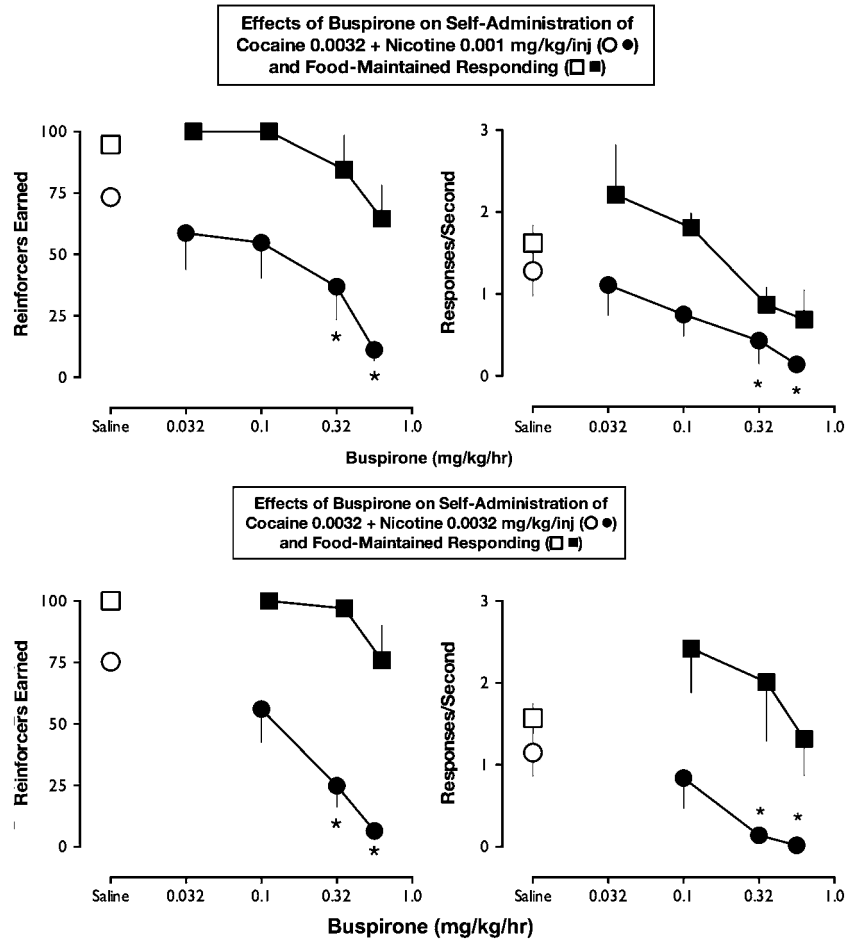 Effects of Buspirone on Self-Administration of
Cocaine 0.0032 + Nicotine 0.001 mg/kg/inj (○ ●)
and Food-Maintained Responding (□ ■)
Reinforcers Earned
100
75
50
25
0
*
*
Saline 0.032 0.1 0.32 1.0
Responses/Second
3
2
1
0
*
*
Saline 0.032 0.1 0.32 1.0
Buspirone (mg/kg/hr)
Effects of Buspirone on Self-Administration of
Cocaine 0.0032 + Nicotine 0.0032 mg/kg/inj (○ ●)
and Food-Maintained Responding (□ ■)
Reinforcers Earned
100
75
50
25
0
*
*
Saline 0.032 0.1 0.32 1.0
Responses/Second
3
2
1
0
*
*
Saline 0.032 0.1 0.32 1.0
Buspirone (mg/kg/hr)